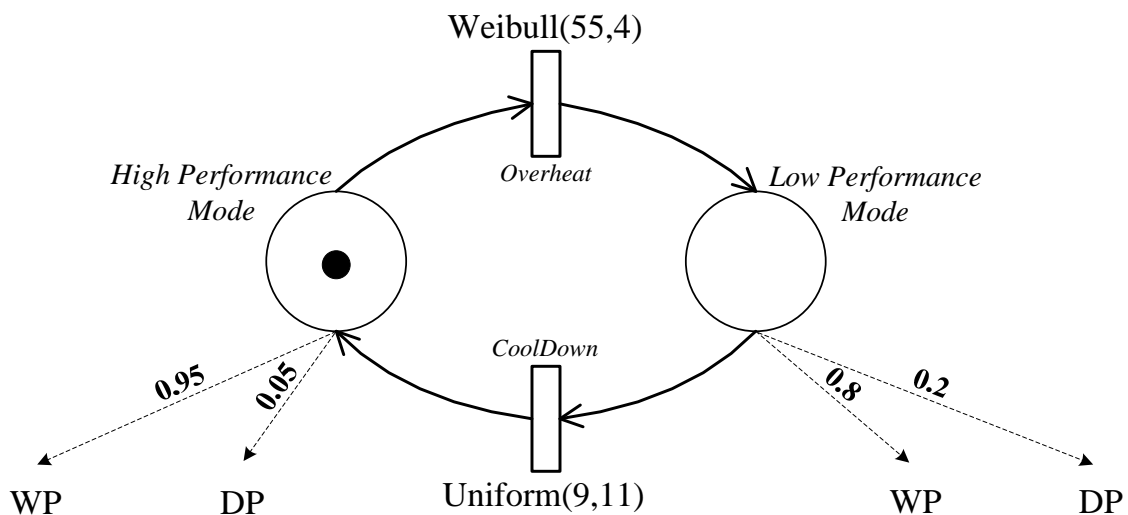 Weibull(55,4)
Overheat
High Performance
Mode
Low Performance
Mode
CoolDown
0.95
0.05
0.8
0.2
WP
DP
Uniform(9,11)
WP
DP